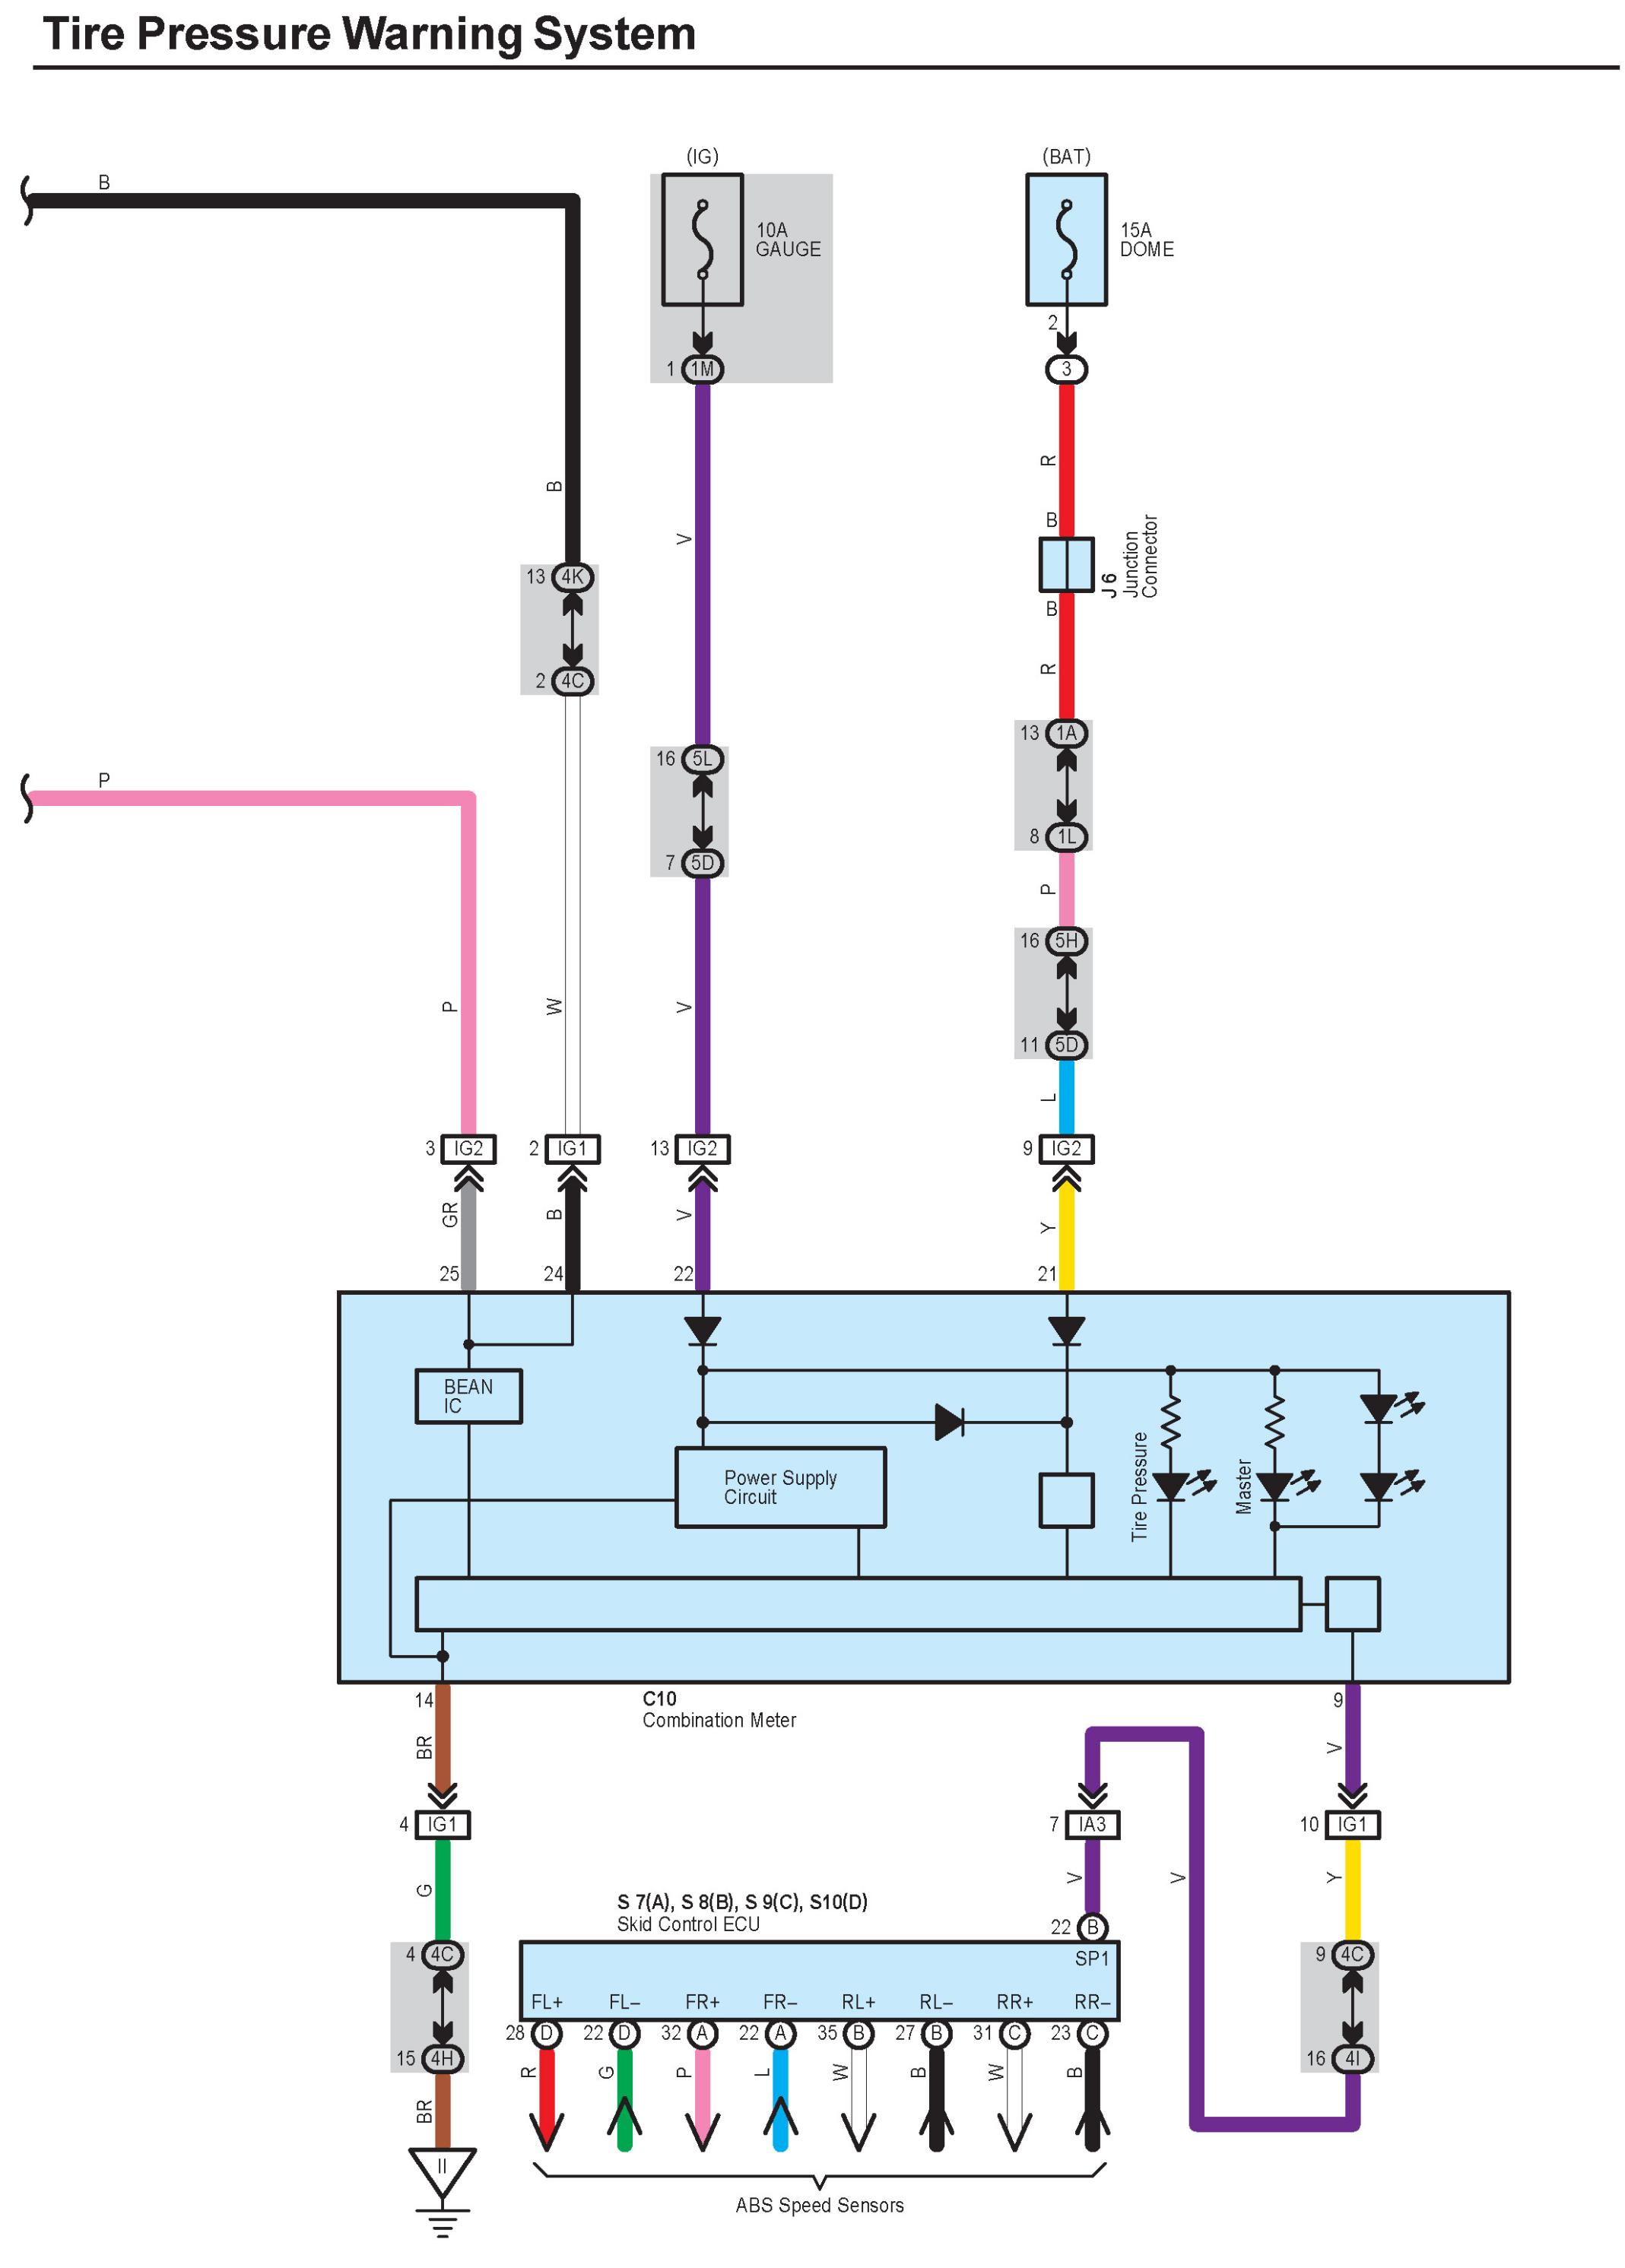 Tire Pressure Warning System
(IG)
(BAT)
B
10A
GAUGE
15A
DOME
2
1 1M
3
R
B
V
B
J 6
Junction
Connector
13 4K
B
R
2 4C
13 1A
16 5L
P
8 1L
7 5D
P
16 5H
P
W
V
11 5D
L
3 IG2
2 IG1
13 IG2
9 IG2
GR
B
V
Y
25
24
22
21
BEAN
IC
Power Supply
Circuit
Tire Pressure
Master
14
C10
Combination Meter
9
BR
V
4 IG1
7 IA3
10 IG1
G
V
V
Y
S 7(A), S 8(B), S 9(C), S10(D)
Skid Control ECU
22 B
SP1
4 4C
9 4C
FL+ FL– FR+ FR– RL+ RL– RR+ RR–
28 D 22 D 32 A 22 A 35 B 27 B 31 C 23 C
15 4H
16 4I
R G P L W B W B
BR
II
ABS Speed Sensors